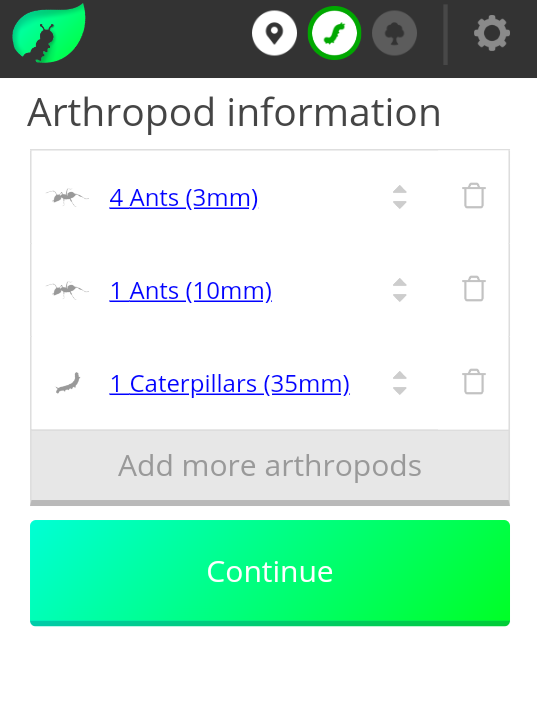 Arthropod information
4 Ants (3mm)
1 Ants (10mm)
1 Caterpillars (35mm)
Add more arthropods
Continue